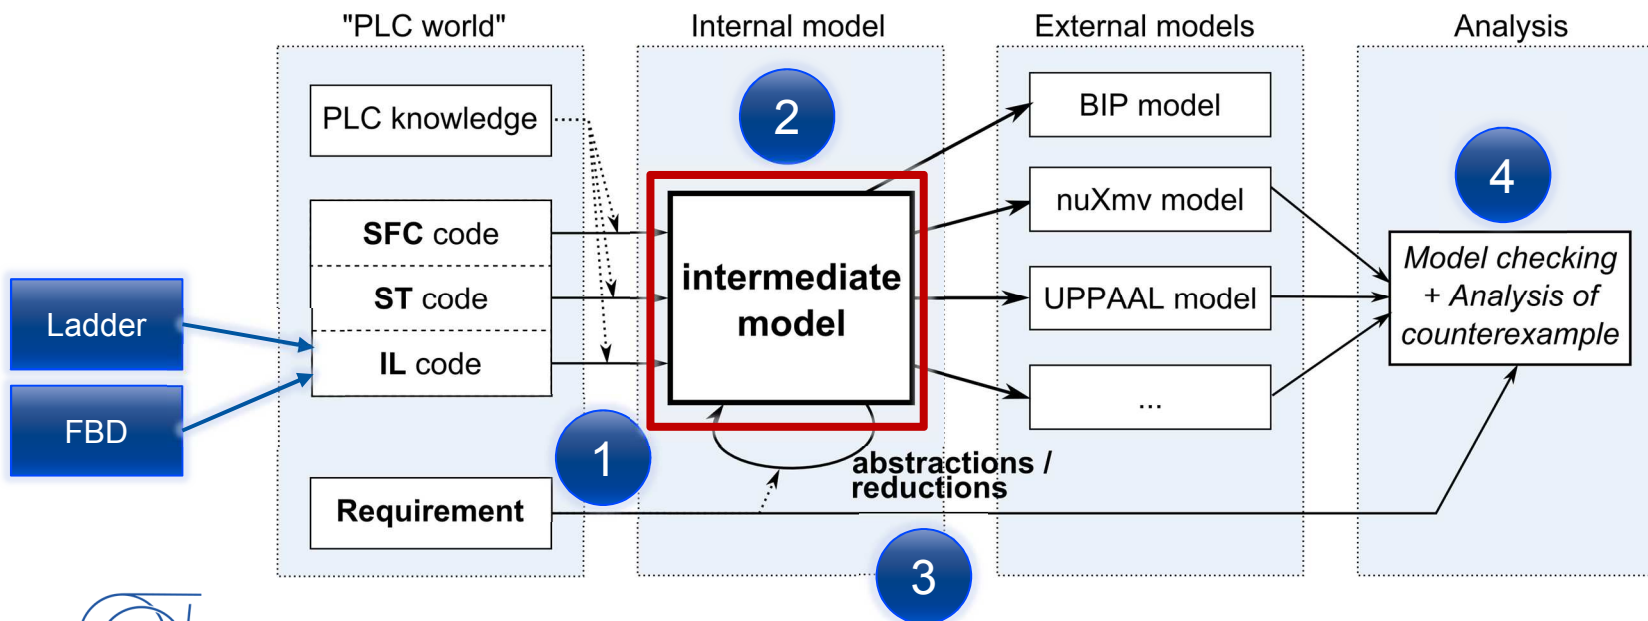 "PLC world"
Internal model
External models
Analysis
PLC knowledge
SFC code
ST code
IL code
Requirement
Ladder
FBD
1
2
intermediate
model
abstractions /
reductions
3
BIP model
nuXmv model
UPPAAL model
...
4
Model checking
+ Analysis of
counterexample